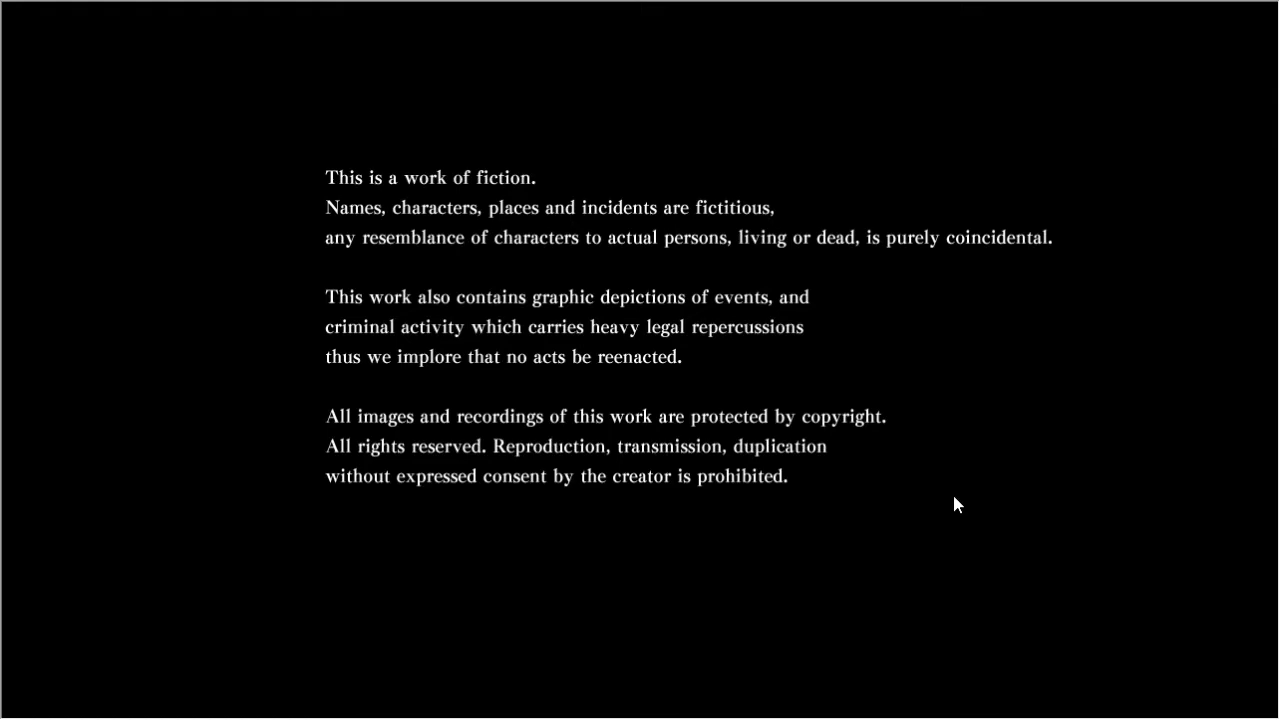 This is a work of fiction.
Names, characters, places and incidents are fictitious,
any resemblance of characters to actual persons, living or dead, is purely coincidental.
This work also contains graphic depictions of events, and
criminal activity which carries heavy legal repercussions
thus we implore that no acts be reenacted.
All images and recordings of this work are protected by copyright.
All rights reserved. Reproduction, transmission, duplication
without expressed consent by the creator is prohibited.